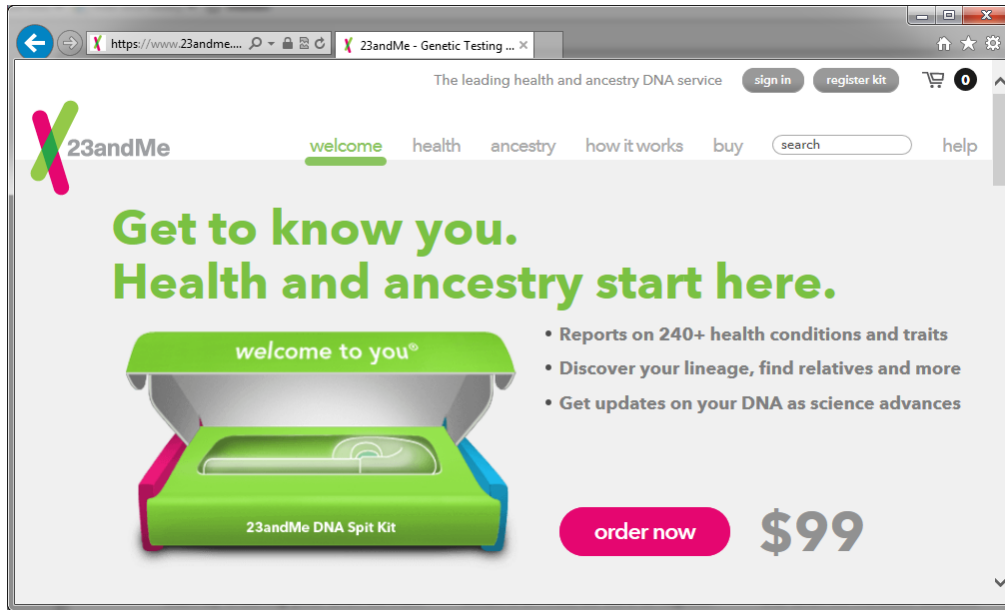 https://www.23andme....
23andMe - Genetic Testing ...
The leading health and ancestry DNA service
sign in
register kit
0
23andMe
welcome
health
ancestry
how it works
buy
search
help
Get to know you.
Health and ancestry start here.
welcome to you®
23andMe DNA Spit Kit
• Reports on 240+ health conditions and traits
• Discover your lineage, find relatives and more
• Get updates on your DNA as science advances
order now
$99